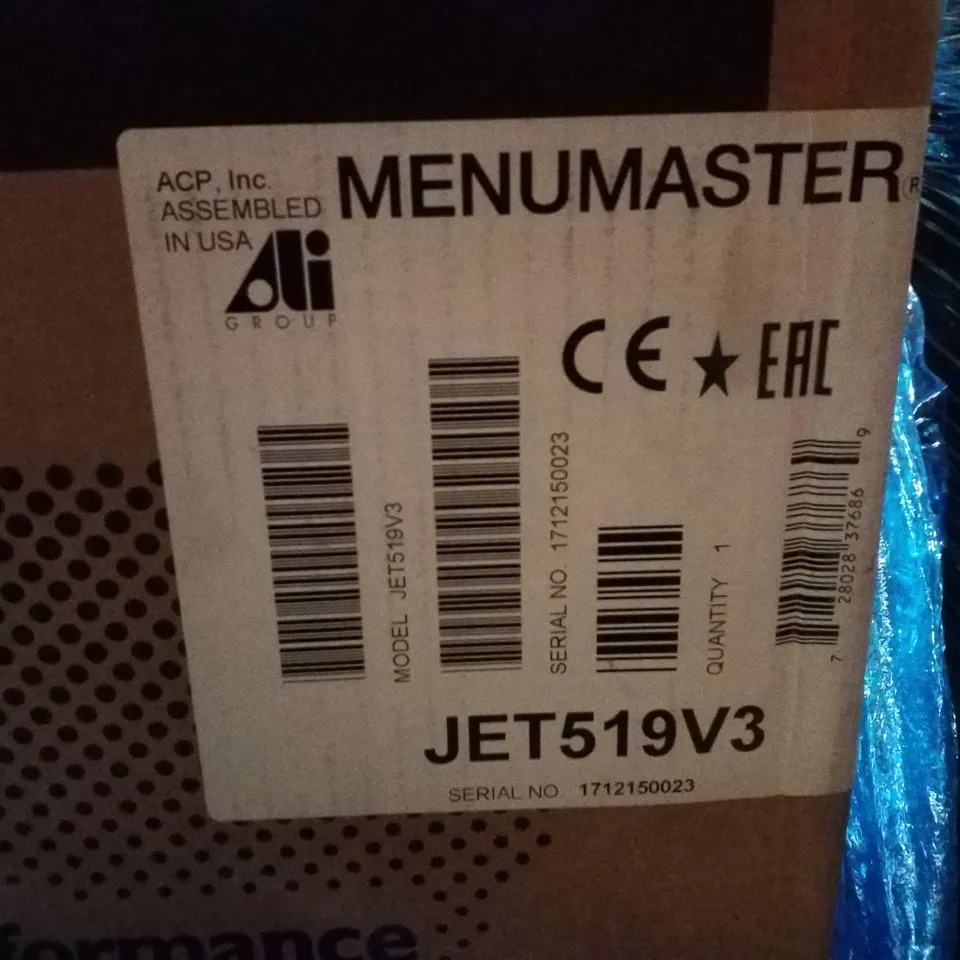 ACP, Inc.
ASSEMBLED
IN USA
MENUMASTER®
Ali
GROUP
CE ★ EAC
MODEL JET519V3
SERIAL NO. 1712150023
QUANTITY 1
7 28028 37686 9
JET519V3
SERIAL NO. 1712150023
formance